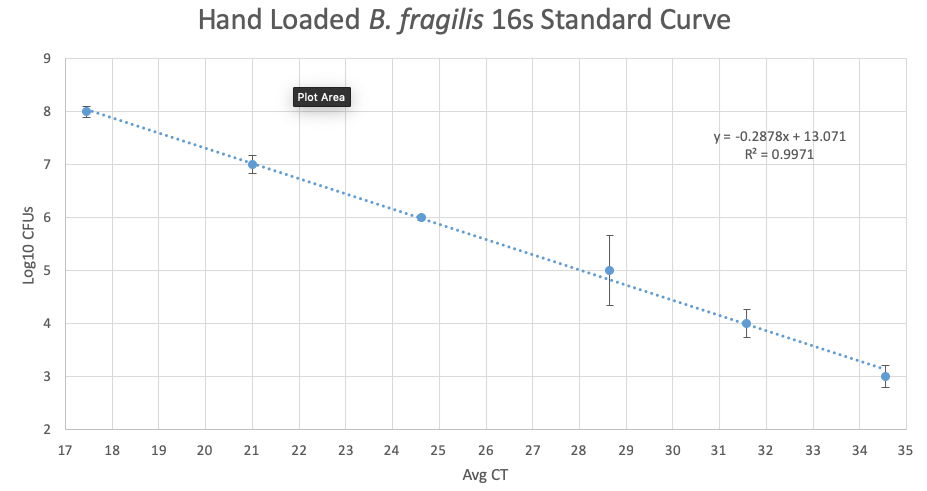 Hand Loaded B. fragilis 16s Standard Curve
9
8
7
6
5
4
3
2
Log10 CFUs
Plot Area
y = -0.2878x + 13.071
R² = 0.9971
17 18 19 20 21 22 23 24 25 26 27 28 29 30 31 32 33 34 35
Avg CT